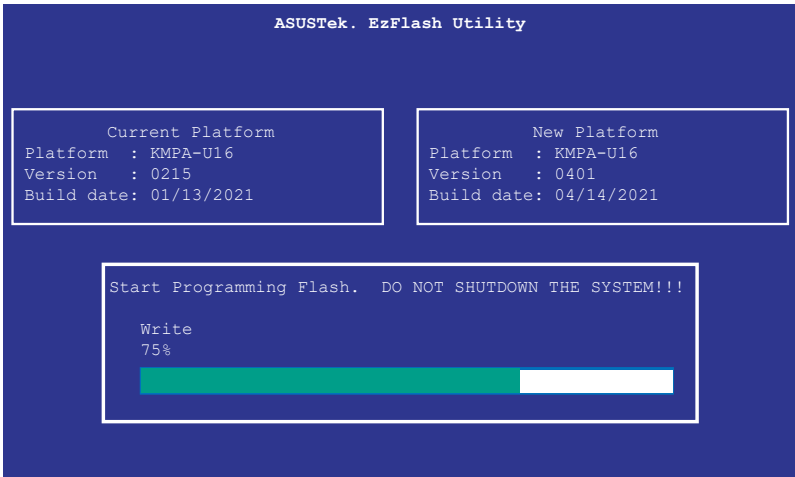 ASUSTek. EzFlash Utility
Current Platform
Platform : KMPA-U16
Version : 0215
Build date: 01/13/2021
New Platform
Platform : KMPA-U16
Version : 0401
Build date: 04/14/2021
Start Programming Flash. DO NOT SHUTDOWN THE SYSTEM!!!
Write
75%